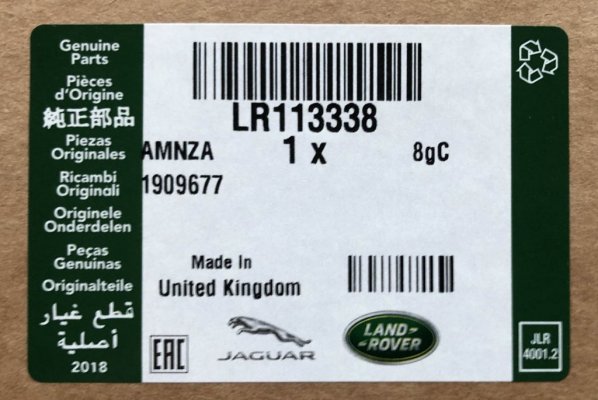 Genuine
Parts
Pièces
d'Origine
純正部品
Piezas
Originales
Ricambi
Originali
Originele
Onderdelen
Peças
Genuínas
Originalteile
قطع غيار
أصلية
2018
LR113338
1 x
AMNZA
8gC
1909677
Made In
United Kingdom
EAC
JAGUAR
LAND-
-ROVER
JLR
4001.2